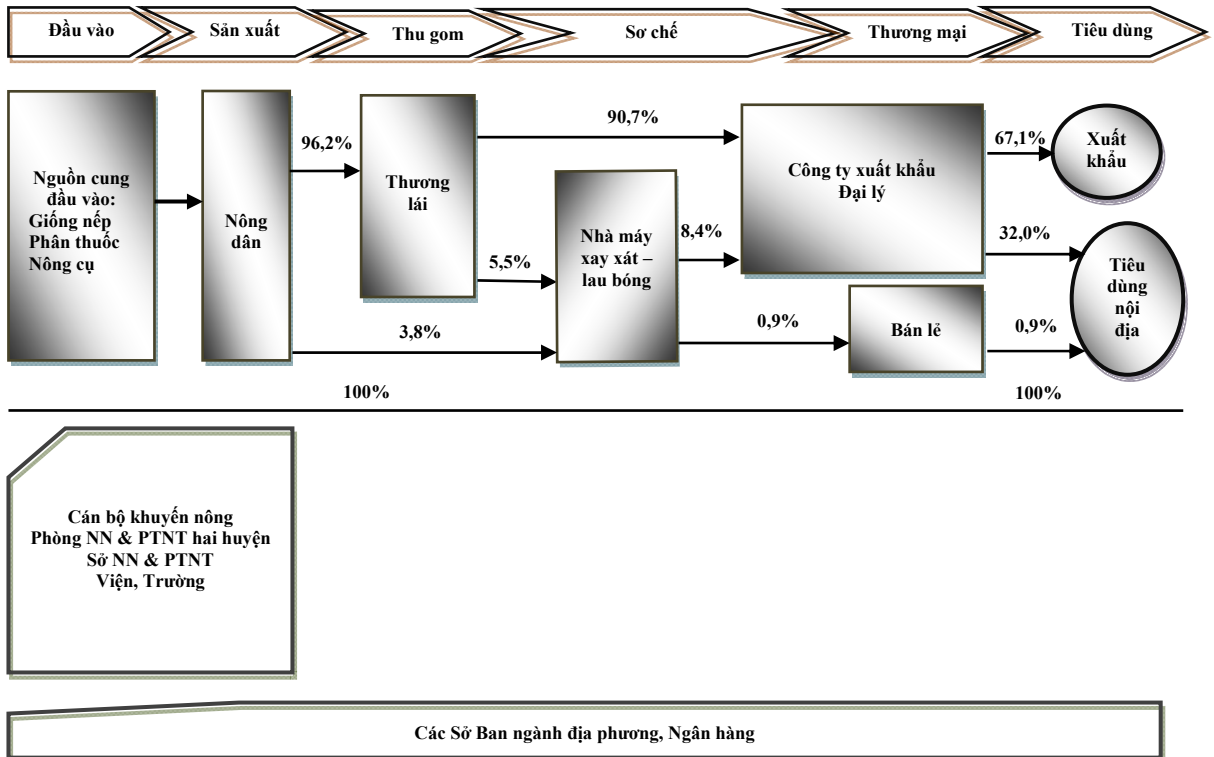 Đầu vào
Sản xuất
Thu gom
Sơ chế
Thương mại
Tiêu dùng
Nguồn cung
đầu vào:
Giống nếp
Phân thuốc
Nông cụ
Nông
dân
96,2%
Thương
lái
90,7%
5,5%
3,8%
Nhà máy
xay xát –
lau bóng
8,4%
0,9%
Công ty xuất khẩu
Đại lý
Bán lẻ
67,1%
32,0%
0,9%
Xuất
khẩu
Tiêu
dùng
nội
địa
100%
100%
Cán bộ khuyến nông
Phòng NN & PTNT hai huyện
Sở NN & PTNT
Viện, Trường
Các Sở Ban ngành địa phương, Ngân hàng